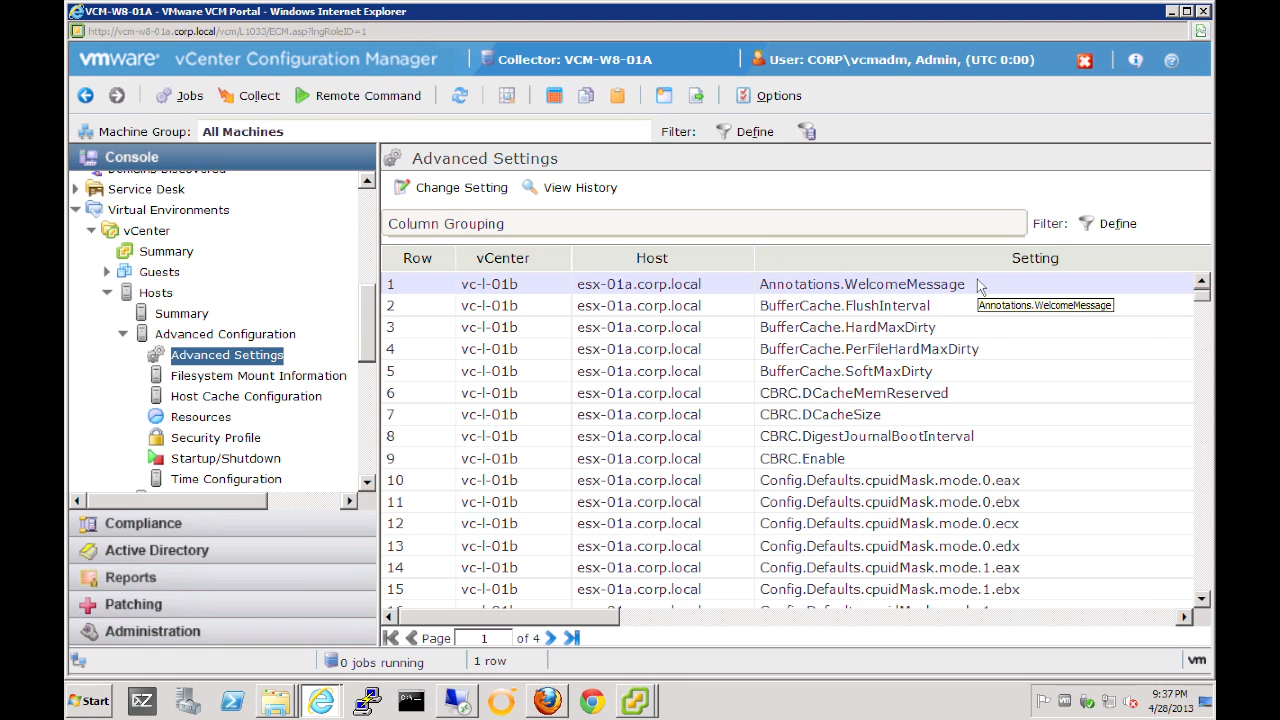 VCM-W8-01A - VMware VCM Portal - Windows Internet Explorer
http://vcm-w8-01a.corp.local/vcm/L1033/ECM.asp?lngRoleID=1
vmware vCenter Configuration Manager
Collector: VCM-W8-01A
User: CORP\vcmadm, Admin, (UTC 0:00)
Jobs Collect Remote Command Options
Machine Group: All Machines Filter: Define
Console
Service Desk
Virtual Environments
vCenter
Summary
Guests
Hosts
Summary
Advanced Configuration
Advanced Settings
Filesystem Mount Information
Host Cache Configuration
Resources
Security Profile
Startup/Shutdown
Time Configuration
Compliance
Active Directory
Reports
Patching
Administration
Advanced Settings
Change Setting View History
Column Grouping Filter: Define
Row vCenter Host Setting
1 vc-l-01b esx-01a.corp.local Annotations.WelcomeMessage
Annotations.WelcomeMessage
2 vc-l-01b esx-01a.corp.local BufferCache.FlushInterval
3 vc-l-01b esx-01a.corp.local BufferCache.HardMaxDirty
4 vc-l-01b esx-01a.corp.local BufferCache.PerFileHardMaxDirty
5 vc-l-01b esx-01a.corp.local BufferCache.SoftMaxDirty
6 vc-l-01b esx-01a.corp.local CBRC.DCacheMemReserved
7 vc-l-01b esx-01a.corp.local CBRC.DCacheSize
8 vc-l-01b esx-01a.corp.local CBRC.DigestJournalBootInterval
9 vc-l-01b esx-01a.corp.local CBRC.Enable
10 vc-l-01b esx-01a.corp.local Config.Defaults.cpuidMask.mode.0.eax
11 vc-l-01b esx-01a.corp.local Config.Defaults.cpuidMask.mode.0.ebx
12 vc-l-01b esx-01a.corp.local Config.Defaults.cpuidMask.mode.0.ecx
13 vc-l-01b esx-01a.corp.local Config.Defaults.cpuidMask.mode.0.edx
14 vc-l-01b esx-01a.corp.local Config.Defaults.cpuidMask.mode.1.eax
15 vc-l-01b esx-01a.corp.local Config.Defaults.cpuidMask.mode.1.ebx
Page 1 of 4
0 jobs running 1 row vm
Start 9:37 PM
4/28/2013